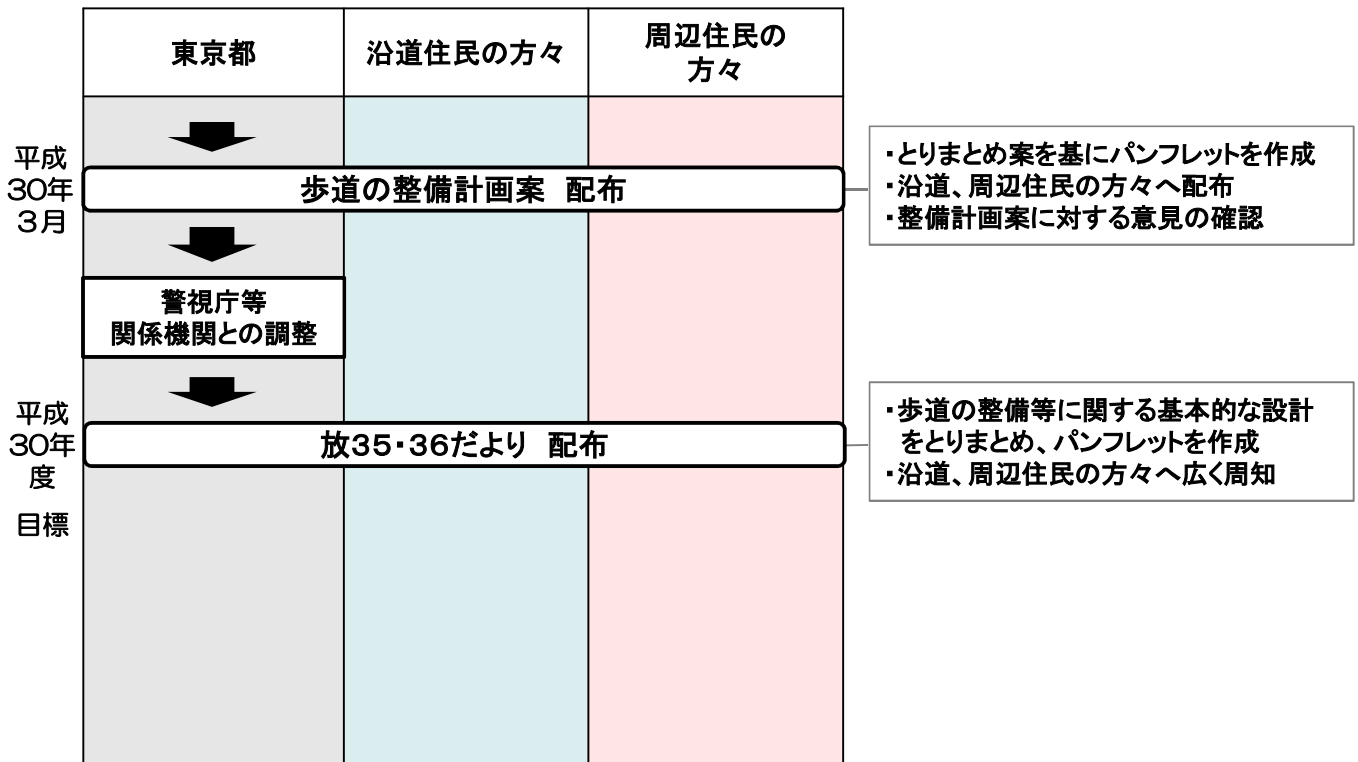 東京都
沿道住民の方々
周辺住民の
方々
平成
30年
3月
歩道の整備計画案　配布
・とりまとめ案を基にパンフレットを作成
・沿道、周辺住民の方々へ配布
・整備計画案に対する意見の確認
警視庁等
関係機関との調整
平成
30年
度
目標
放35・36だより　配布
・歩道の整備等に関する基本的な設計
をとりまとめ、パンフレットを作成
・沿道、周辺住民の方々へ広く周知